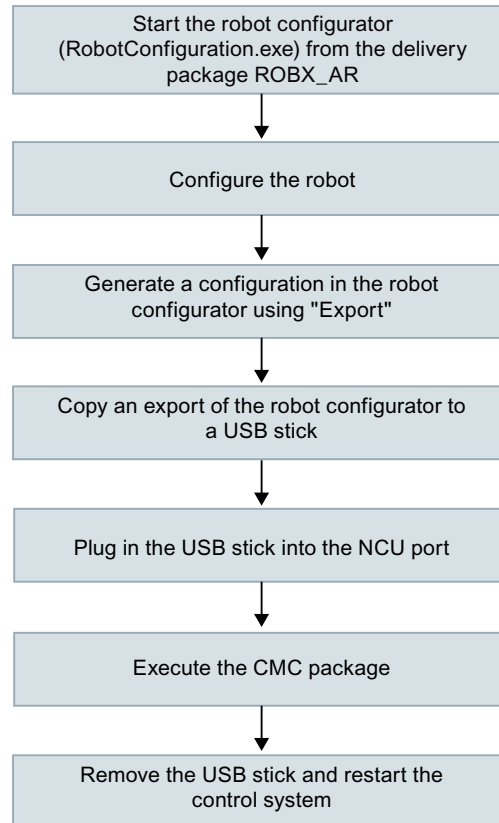 Start the robot configurator
(RobotConfiguration.exe) from the delivery
package ROBX_AR
Configure the robot
Generate a configuration in the robot
configurator using "Export"
Copy an export of the robot configurator to
a USB stick
Plug in the USB stick into the NCU port
Execute the CMC package
Remove the USB stick and restart the
control system